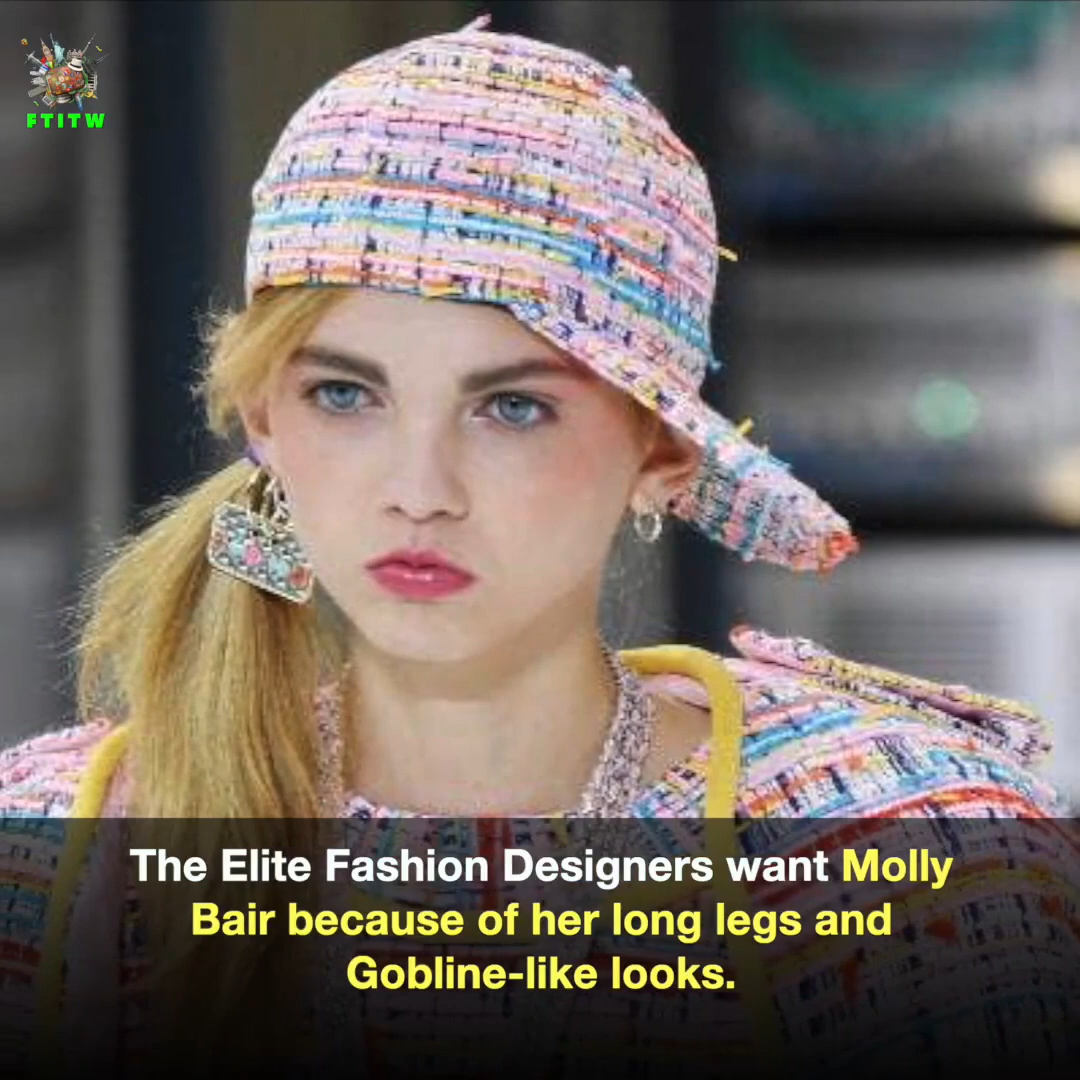 FTITW
The Elite Fashion Designers want Molly
Bair because of her long legs and
Gobline-like looks.